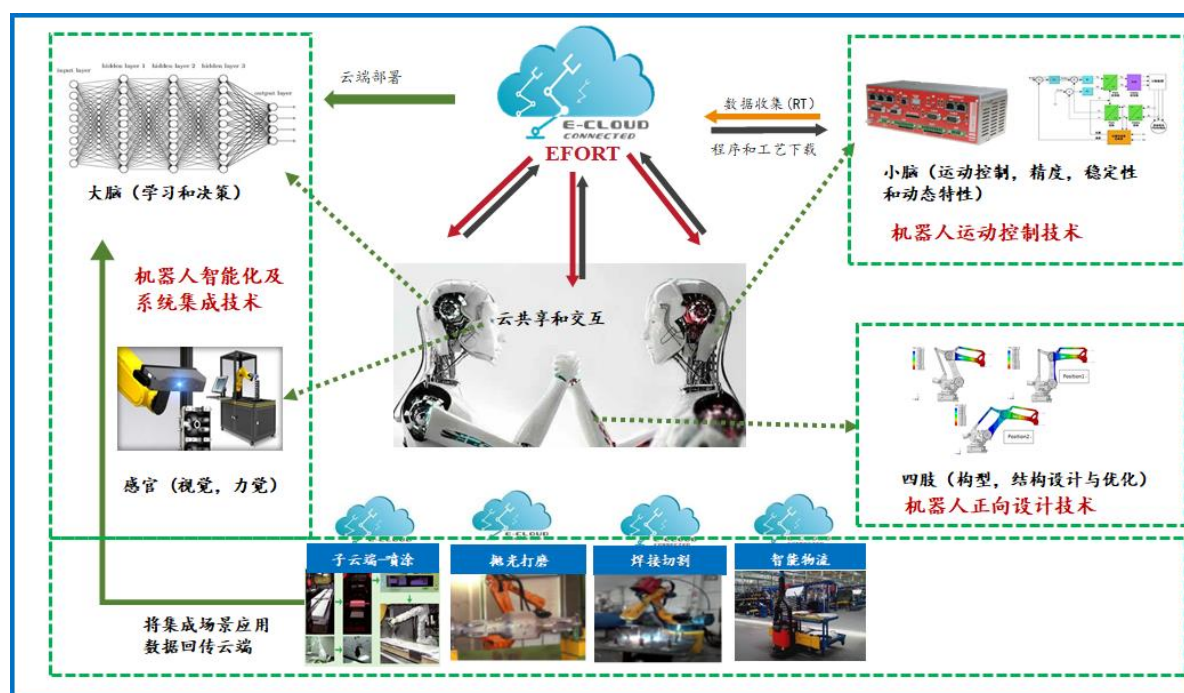 input layer
hidden layer 1
hidden layer 2
hidden layer 3
output layer
大脑（学习和决策）
云端部署
E-CLOUD
CONNECTED
EFORT
数据收集(RT)
程序和工艺下载
小脑（运动控制，精度，稳定性
和动态特性）
机器人运动控制技术
机器人智能化及
系统集成技术
云共享和交互
感官（视觉，力觉）
Position1
Position2
四肢（构型，结构设计与优化）
机器人正向设计技术
E-CLOUD
E-CLOUD
E-CLOUD
E-CLOUD
子云端-喷涂
抛光打磨
焊接切割
智能物流
将集成场景应用
数据回传云端